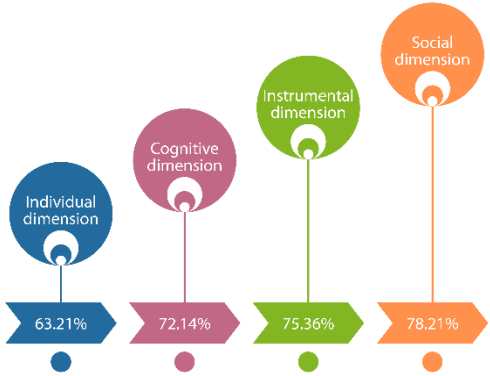 Individual
dimension
Cognitive
dimension
Instrumental
dimension
Social
dimension
63.21%
72.14%
75.36%
78.21%